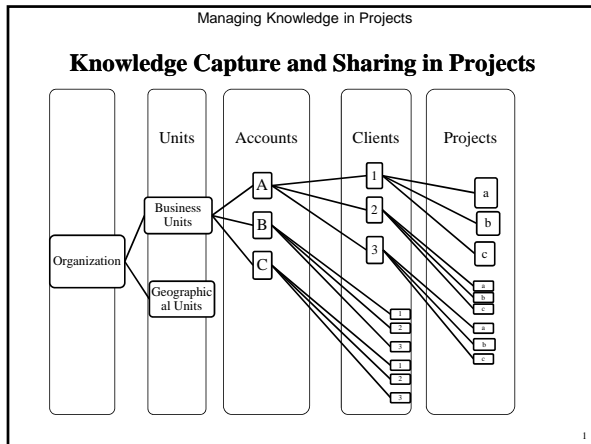 Managing Knowledge in Projects
Knowledge Capture and Sharing in Projects
Units
Accounts
Clients
Projects
Organization
Business
Units
Geographic
al Units
A
B
C
1
2
3
1
2
3
1
2
3
a
b
c
a
b
c
a
b
c
1